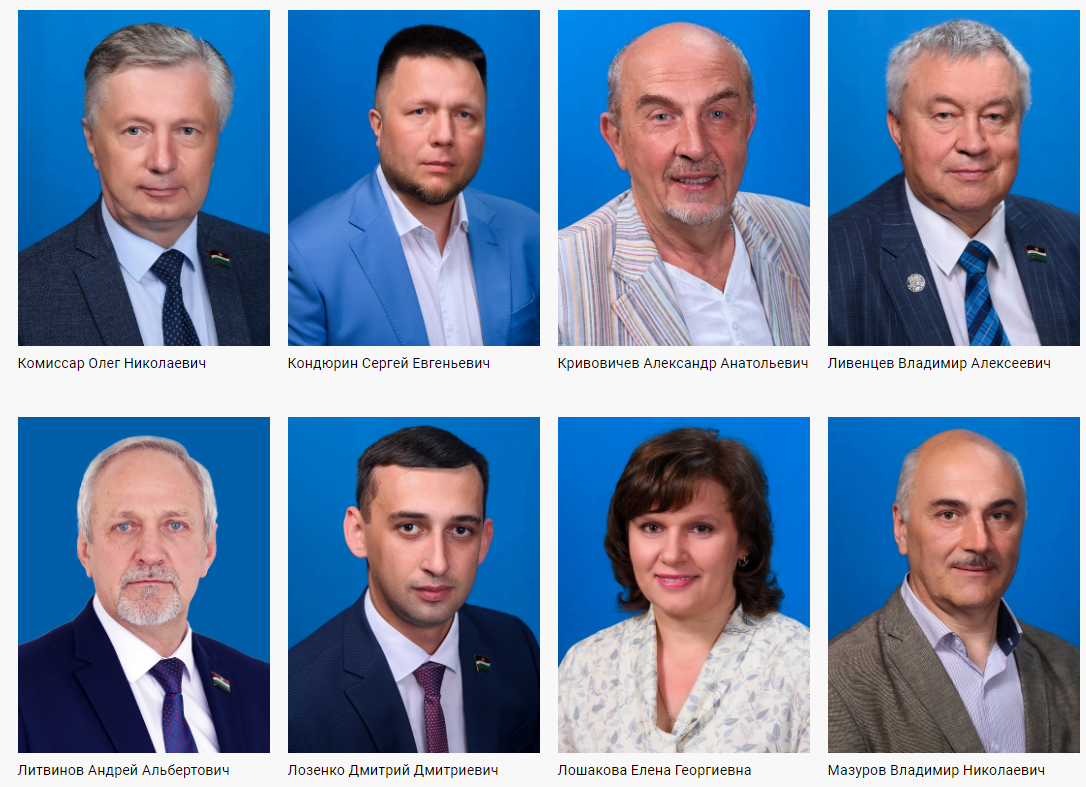 Комиссар Олег Николаевич
Кондюрин Сергей Евгеньевич
Кривовичев Александр Анатольевич
Ливенцев Владимир Алексеевич
Литвинов Андрей Альбертович
Лозенко Дмитрий Дмитриевич
Лошакова Елена Георгиевна
Мазуров Владимир Николаевич